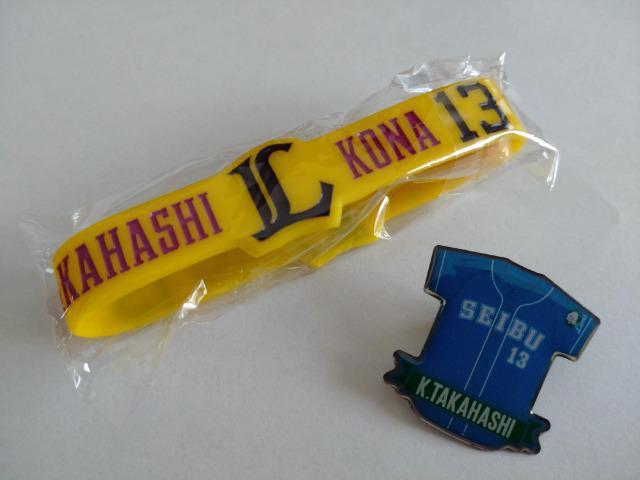 KAHASHI L KONA 13
SEIBU
13
K.TAKAHASHI